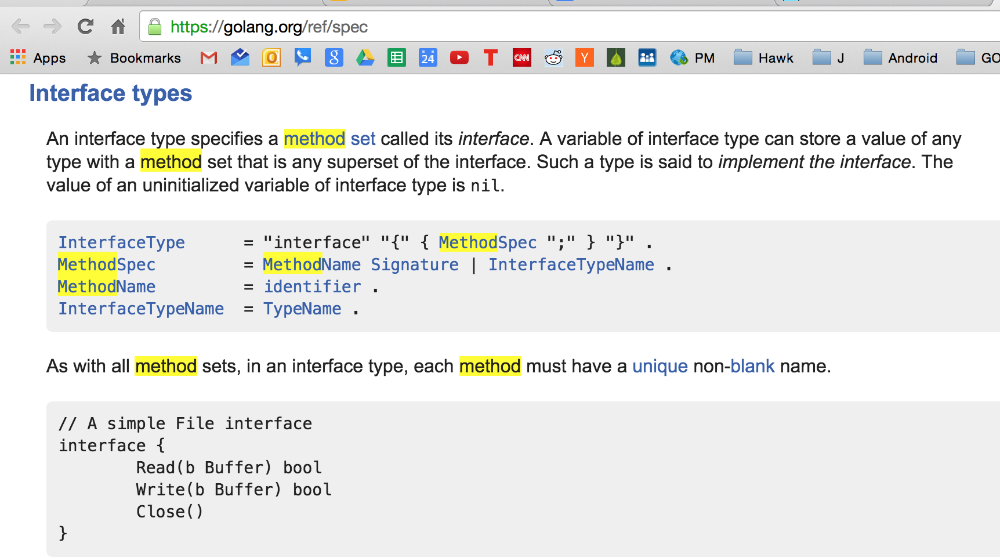 https://golang.org/ref/spec
Apps Bookmarks 24 T CNN Y PM Hawk J Android GO
Interface types
An interface type specifies a method set called its interface. A variable of interface type can store a value of any
type with a method set that is any superset of the interface. Such a type is said to implement the interface. The
value of an uninitialized variable of interface type is nil.
InterfaceType = "interface" "{" { MethodSpec ";" } "}" .
MethodSpec = MethodName Signature | InterfaceTypeName .
MethodName = identifier .
InterfaceTypeName = TypeName .
As with all method sets, in an interface type, each method must have a unique non-blank name.
// A simple File interface
interface {
Read(b Buffer) bool
Write(b Buffer) bool
Close()
}